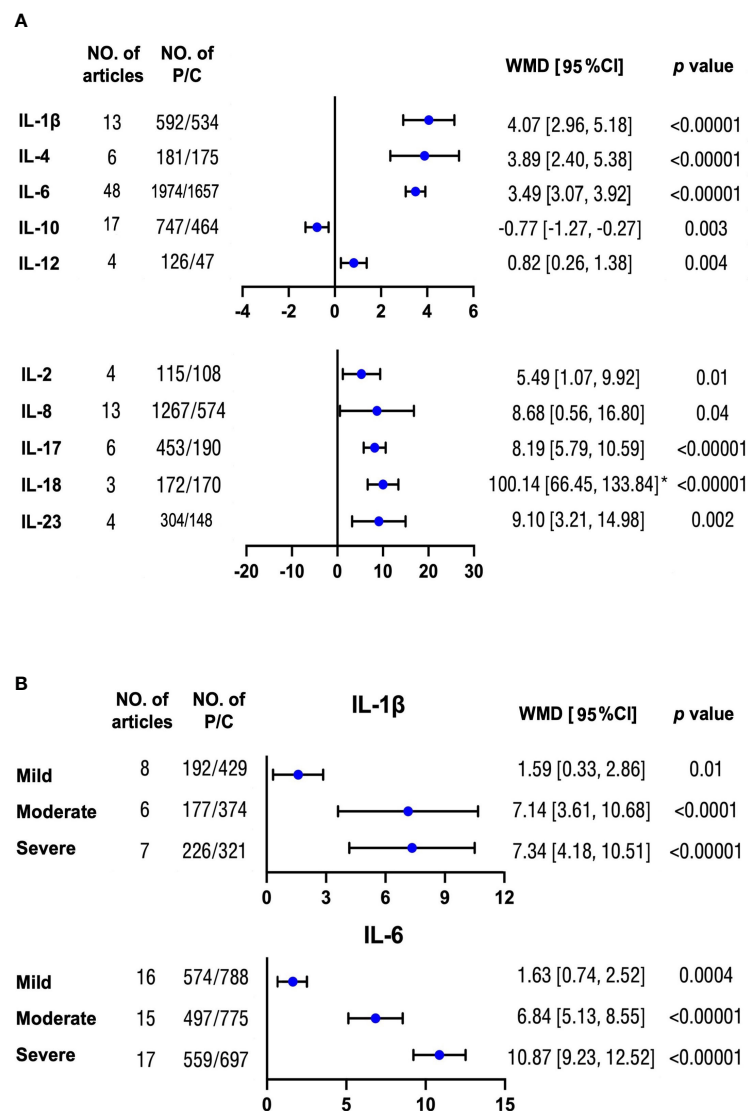 A
NO. of articles NO. of P/C WMD [95%CI] p value
IL-1β 13 592/534 4.07 [2.96, 5.18] <0.00001
IL-4 6 181/175 3.89 [2.40, 5.38] <0.00001
IL-6 48 1974/1657 3.49 [3.07, 3.92] <0.00001
IL-10 17 747/464 -0.77 [-1.27, -0.27] 0.003
IL-12 4 126/47 0.82 [0.26, 1.38] 0.004
-4 -2 0 2 4 6
IL-2 4 115/108 5.49 [1.07, 9.92] 0.01
IL-8 13 1267/574 8.68 [0.56, 16.80] 0.04
IL-17 6 453/190 8.19 [5.79, 10.59] <0.00001
IL-18 3 172/170 100.14 [66.45, 133.84]* <0.00001
IL-23 4 304/148 9.10 [3.21, 14.98] 0.002
-20 -10 0 10 20 30
B
NO. of articles NO. of P/C IL-1β WMD [95%CI] p value
Mild 8 192/429 1.59 [0.33, 2.86] 0.01
Moderate 6 177/374 7.14 [3.61, 10.68] <0.0001
Severe 7 226/321 7.34 [4.18, 10.51] <0.00001
0 3 6 9 12
IL-6
Mild 16 574/788 1.63 [0.74, 2.52] 0.0004
Moderate 15 497/775 6.84 [5.13, 8.55] <0.00001
Severe 17 559/697 10.87 [9.23, 12.52] <0.00001
0 5 10 15